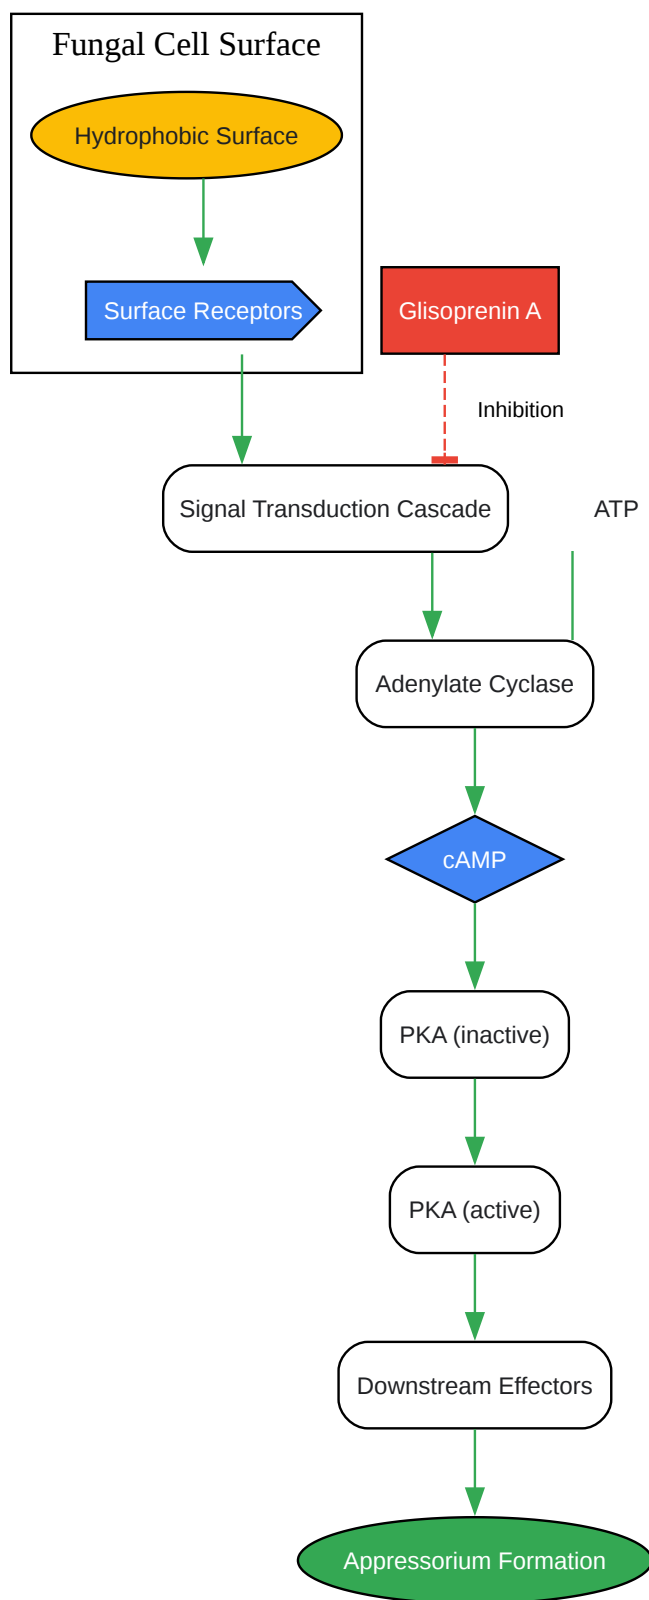 Fungal Cell Surface
Hydrophobic Surface
Surface Receptors
Glisoprenin A
Inhibition
Signal Transduction Cascade
ATP
Adenylate Cyclase
cAMP
PKA (inactive)
PKA (active)
Downstream Effectors
Appressorium Formation